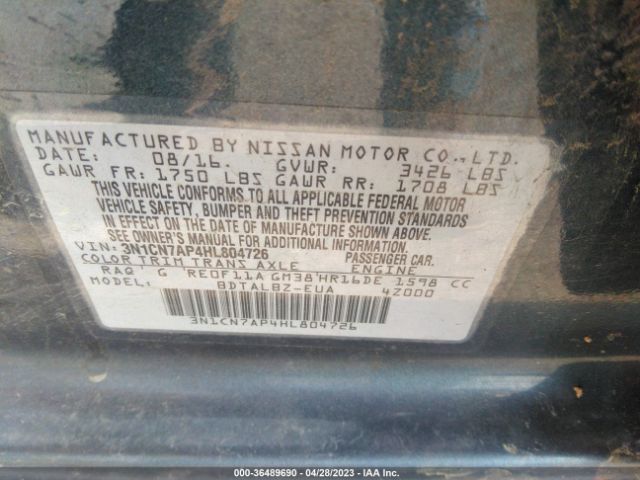 MANUFACTURED BY NISSAN MOTOR CO.,LTD.
DATE: 08/16. GVWR: 3426 LBS
GAWR FR: 1750 LBS GAWR RR: 1708 LBS
THIS VEHICLE CONFORMS TO ALL APPLICABLE FEDERAL MOTOR
VEHICLE SAFETY, BUMPER AND THEFT PREVENTION STANDARDS
IN EFFECT ON THE DATE OF MANUFACTURE SHOWN ABOVE.
SEE OWNER'S MANUAL FOR ADDITIONAL INFORMATION.
VIN: 3N1CN7AP4HL804726 PASSENGER CAR.
COLOR TRIM TRANS AXLE ENGINE
RAQ G RE0F11A GM38 HR16DE 1598 CC
MODEL: BDTALBZ-EUA 4Z000
3N1CN7AP4HL804726
000-36489690 - 04/28/2023 - IAA Inc.